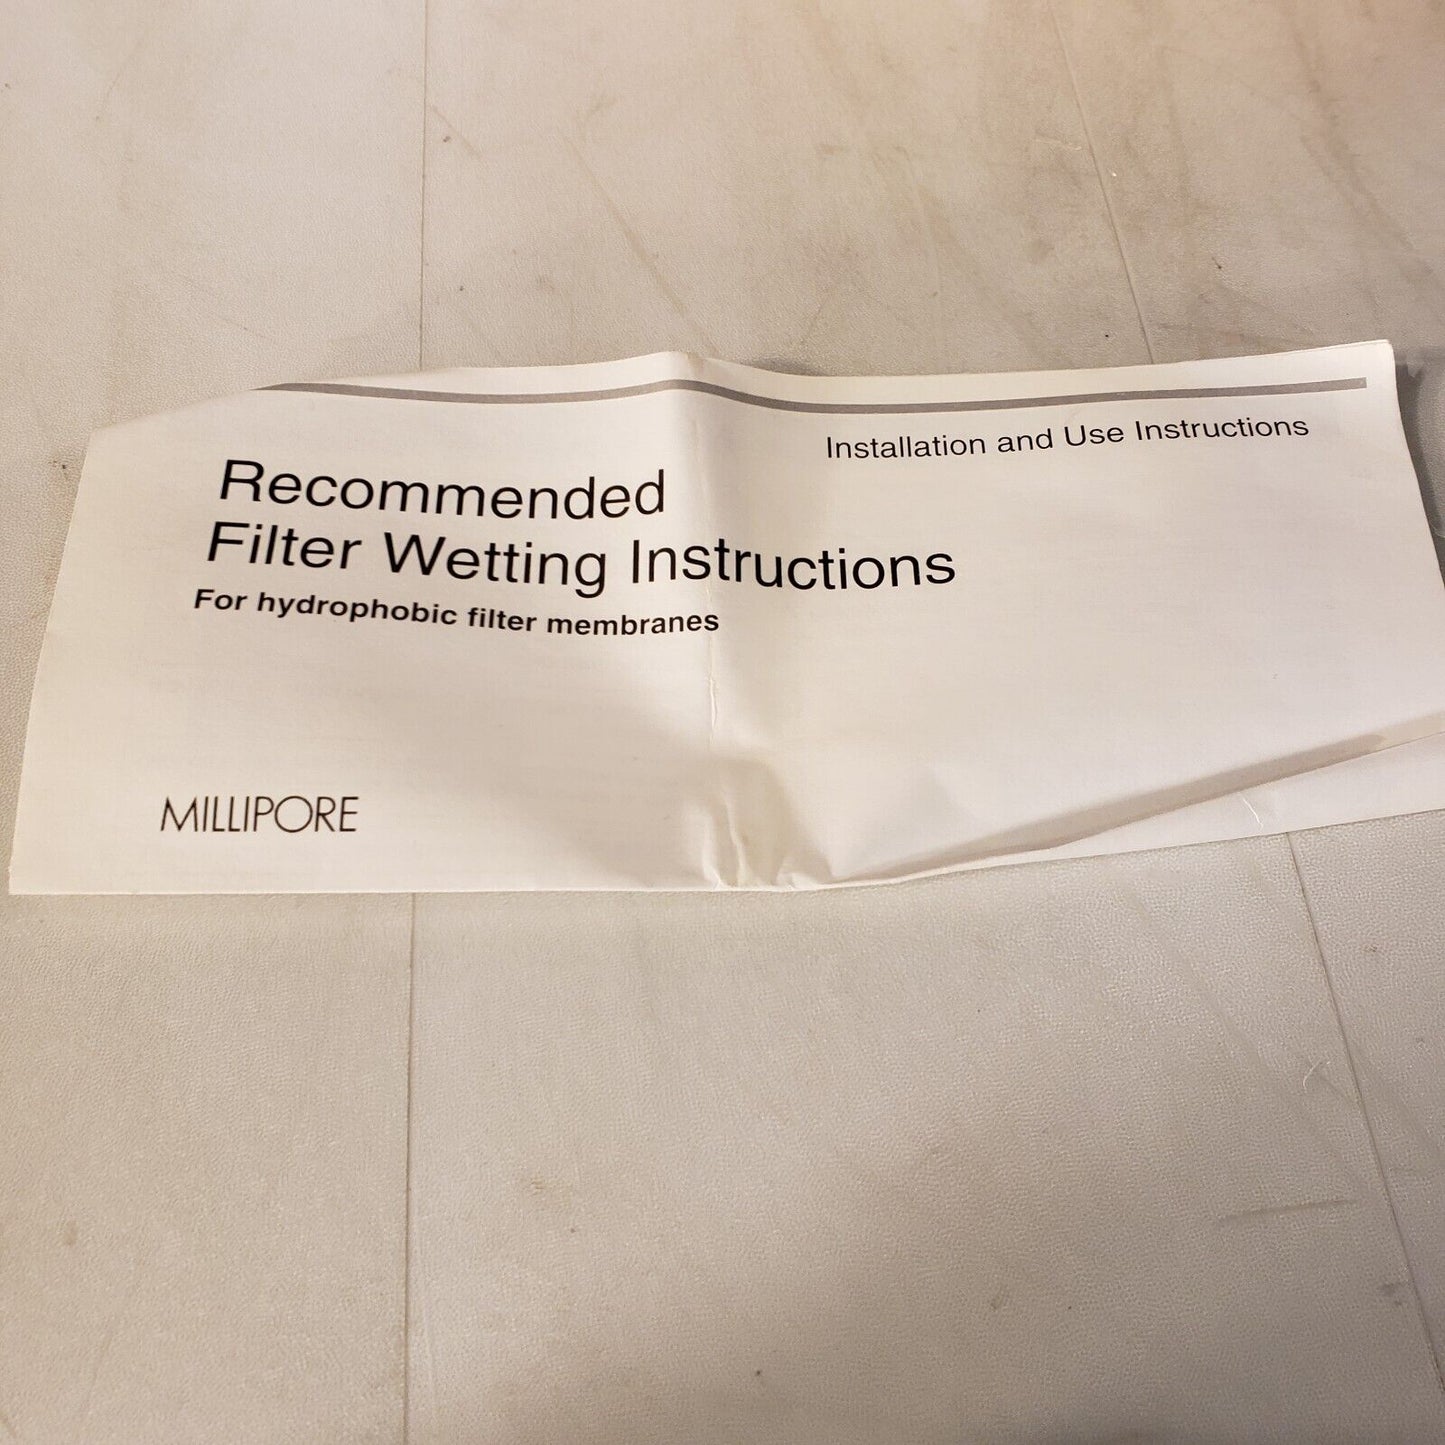 Installation and Use Instructions
Recommended
Filter Wetting Instructions
For hydrophobic filter membranes
MILLIPORE